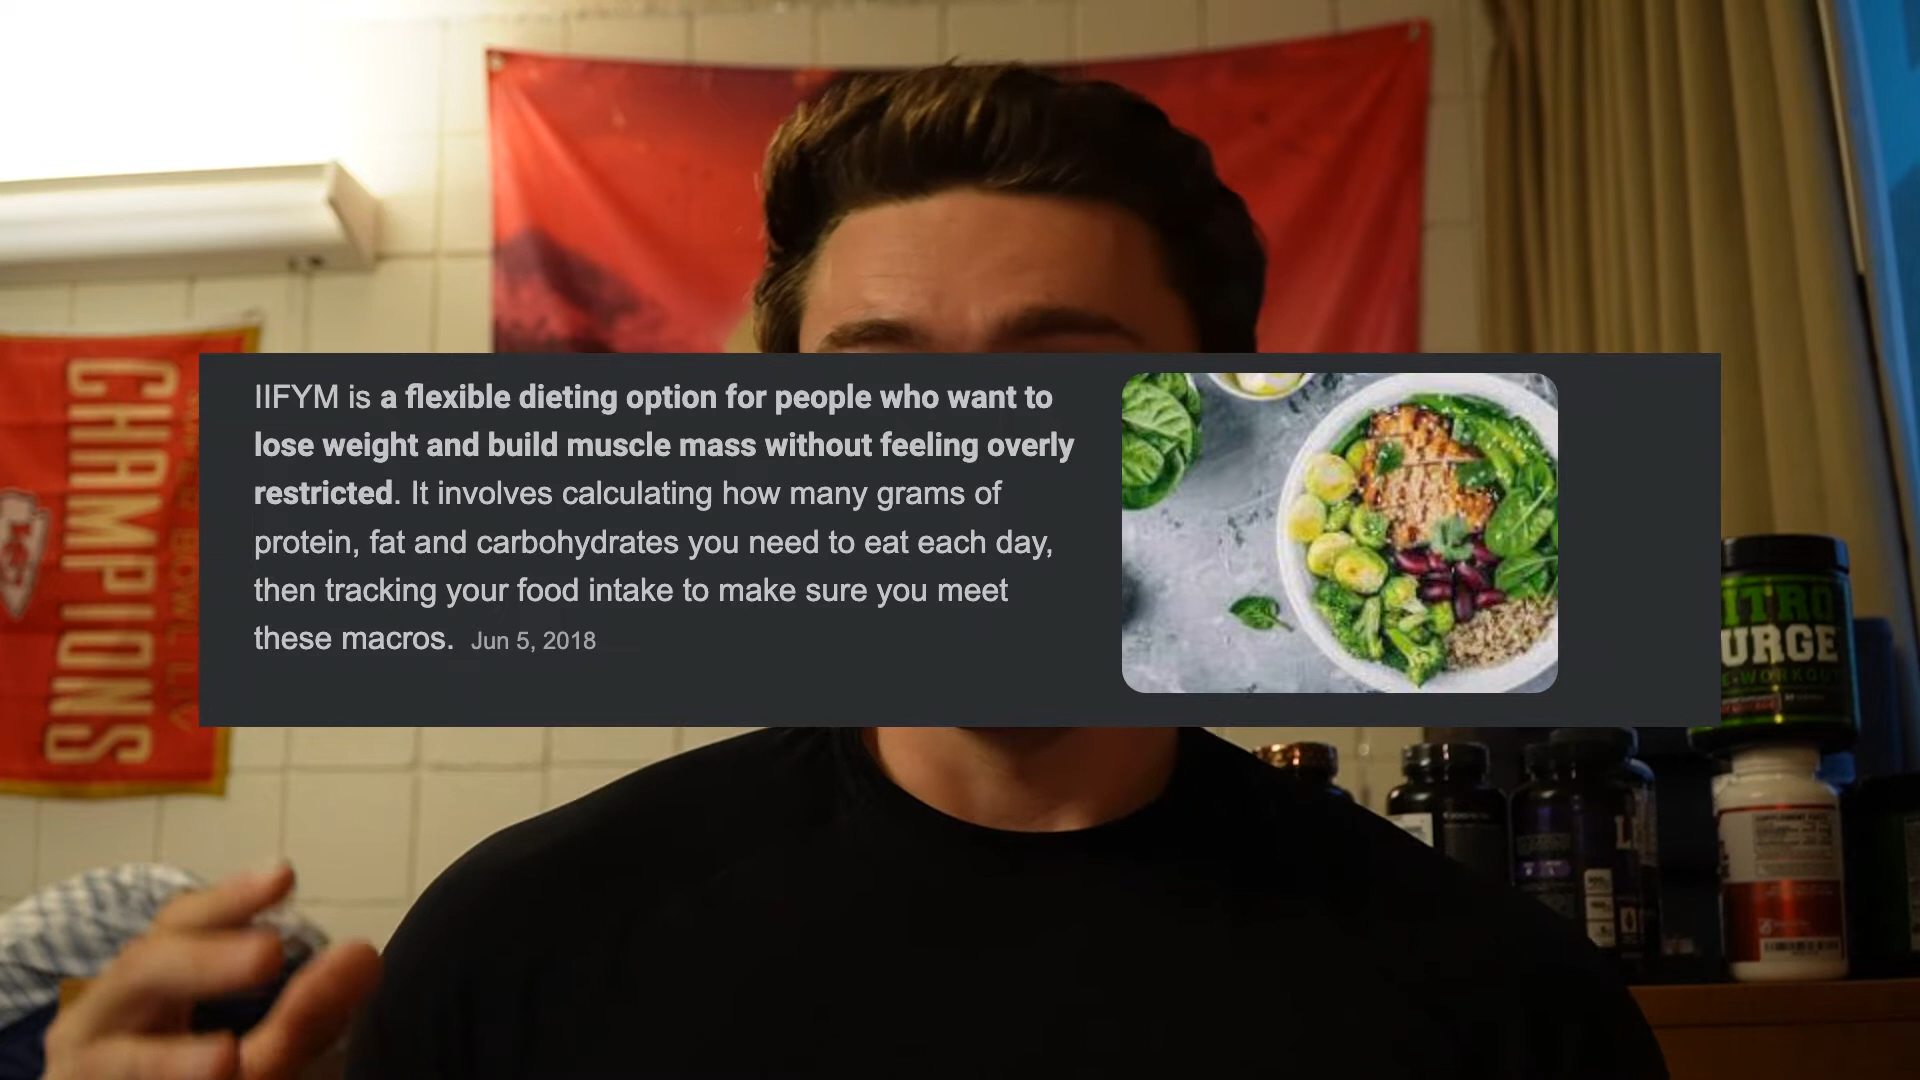 IIFYM is a flexible dieting option for people who want to
lose weight and build muscle mass without feeling overly
restricted. It involves calculating how many grams of
protein, fat and carbohydrates you need to eat each day,
then tracking your food intake to make sure you meet
these macros. Jun 5, 2018
CHAMPIONS
ITRO
URGE